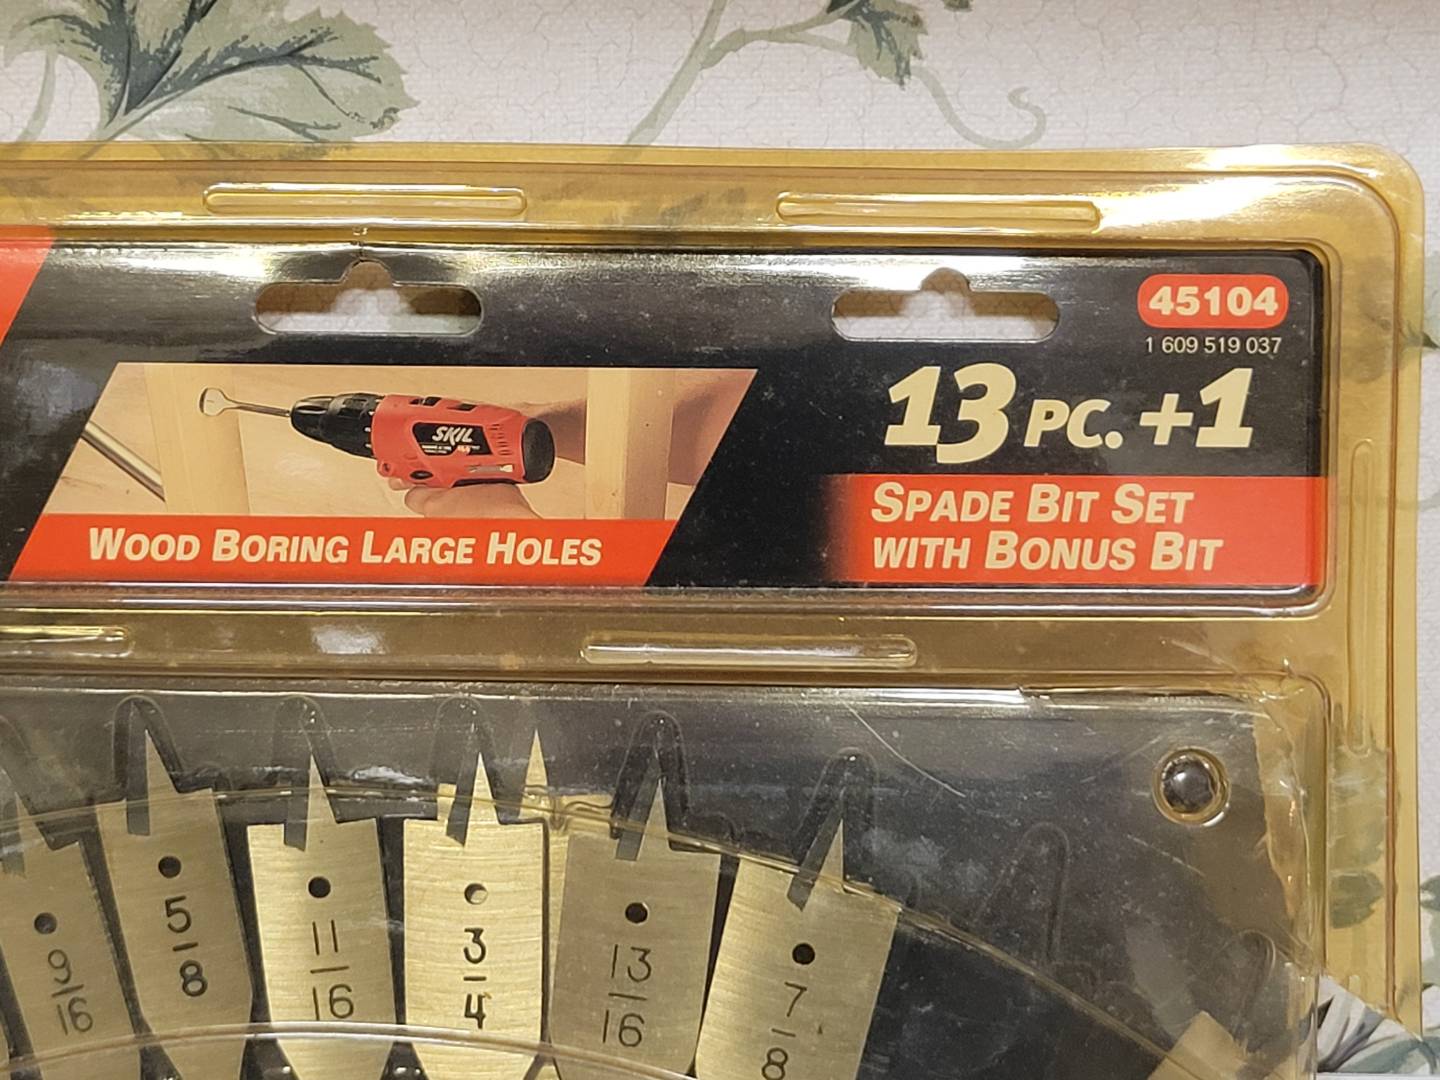 45104
1 609 519 037
13 PC. +1
SPADE BIT SET
WITH BONUS BIT
SKIL
WOOD BORING LARGE HOLES
9/16
5/8
11/16
3/4
13/16
7/8